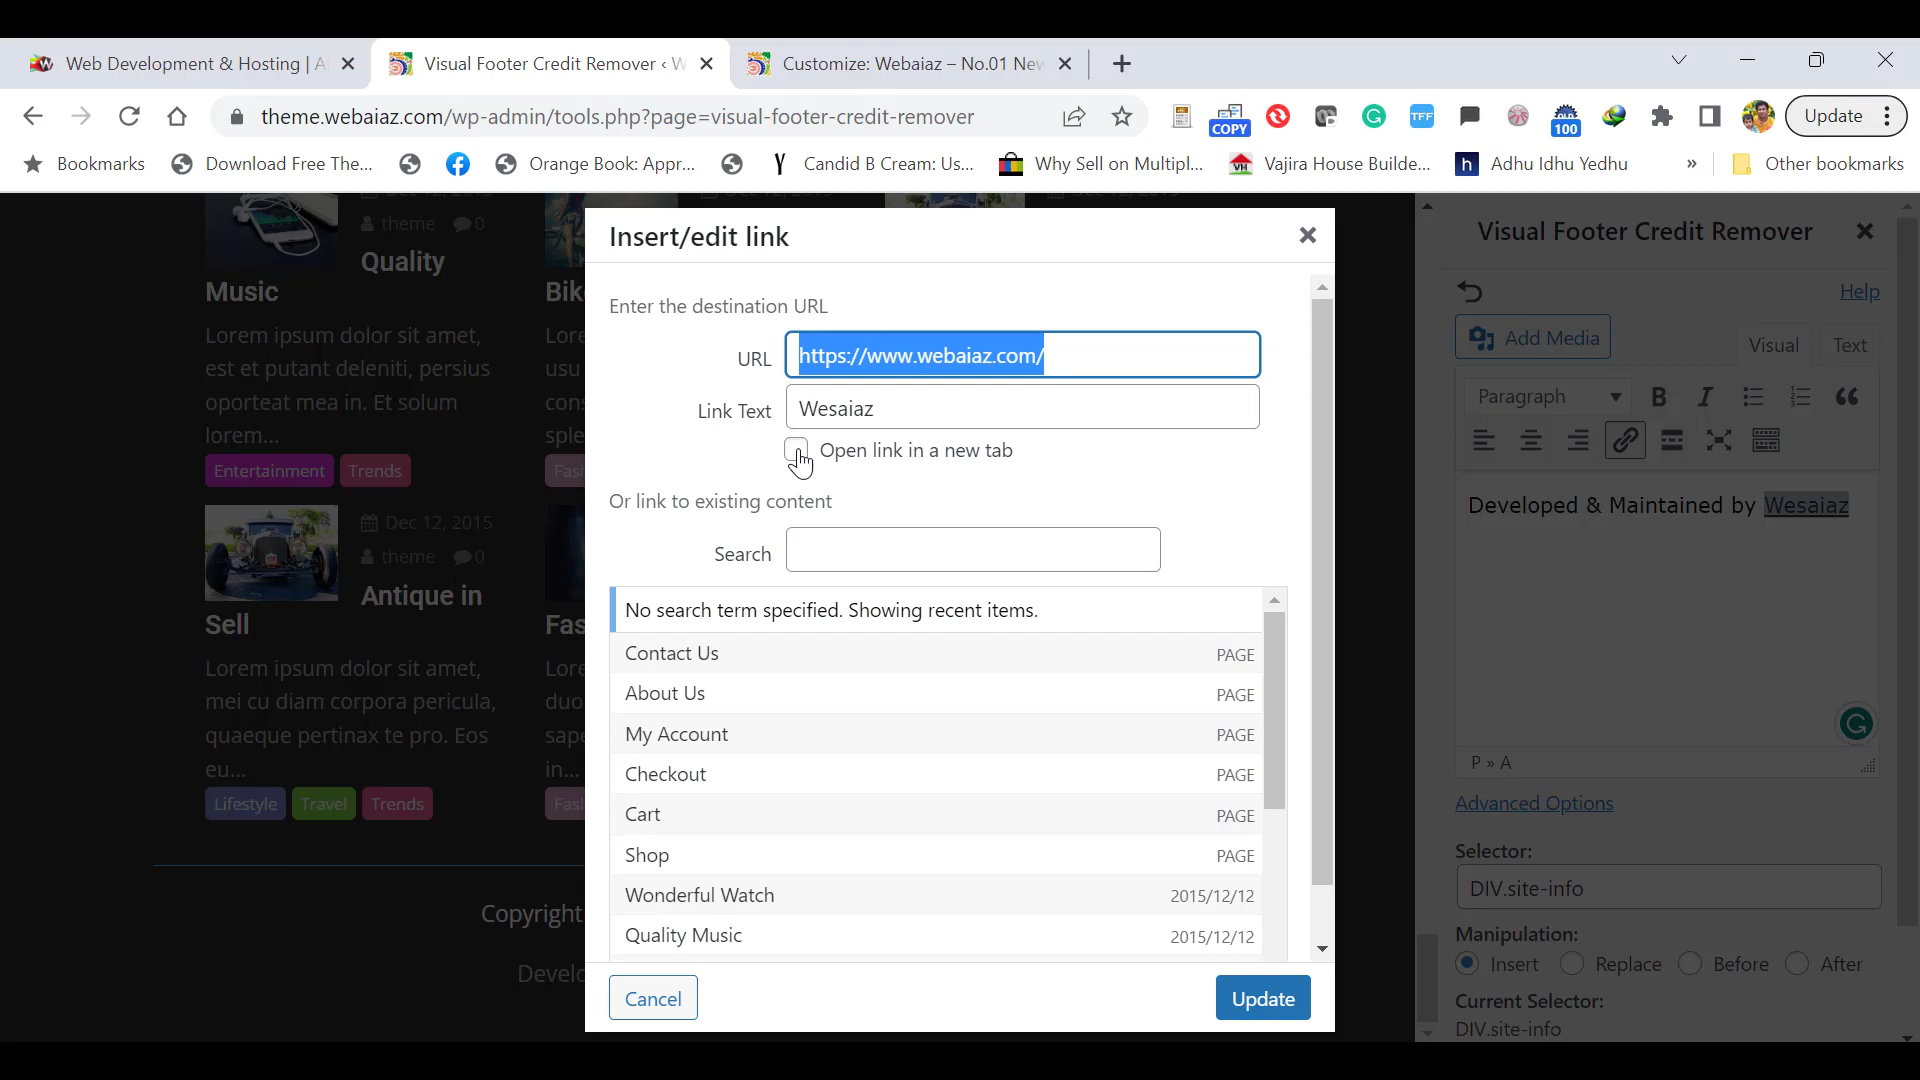 Web Development & Hosting | A
Visual Footer Credit Remover ‹ W
Customize: Webaiaz – No.01 New
theme.webaiaz.com/wp-admin/tools.php?page=visual-footer-credit-remover
COPY
TFF
100
Update
Bookmarks
Download Free The...
Orange Book: Appr...
Candid B Cream: Us...
Why Sell on Multipl...
VH
Vajira House Builde...
h
Adhu Idhu Yedhu
»
Other bookmarks
theme 0
Quality
Music
Lorem ipsum dolor sit amet,
est et putant deleniti, persius
oporteat mea in. Et solum
lorem...
Entertainment Trends
Dec 12, 2015
theme 0
Antique in
Sell
Lorem ipsum dolor sit amet,
mei cu diam corpora pericula,
quaeque pertinax te pro. Eos
eu...
Lifestyle Travel Trends
Copyright
Insert/edit link
Enter the destination URL
URL https://www.webaiaz.com/
Link Text Wesaiaz
Open link in a new tab
Or link to existing content
Search
No search term specified. Showing recent items.
Contact Us PAGE
About Us PAGE
My Account PAGE
Checkout PAGE
Cart PAGE
Shop PAGE
Wonderful Watch 2015/12/12
Quality Music 2015/12/12
Cancel Update
Visual Footer Credit Remover
Help
Add Media
Visual Text
Paragraph
B I
Developed & Maintained by Wesaiaz
P » A
Advanced Options
Selector:
DIV.site-info
Manipulation:
Insert Replace Before After
Current Selector:
DIV.site-info